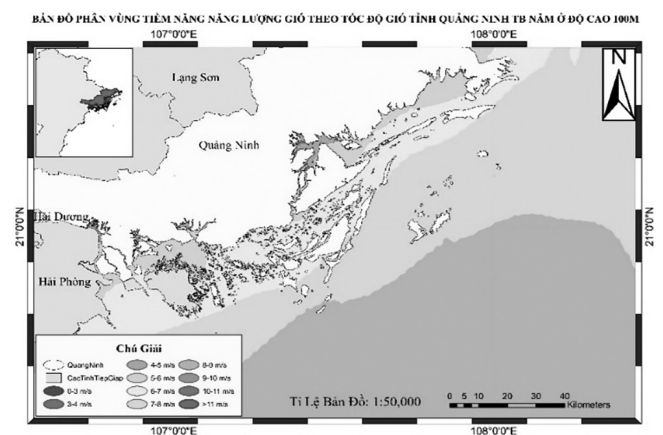 BẢN ĐỒ PHÂN VÙNG TIỀM NĂNG NĂNG LƯỢNG GIÓ THEO TỐC ĐỘ GIÓ TỈNH QUẢNG NINH TB NĂM Ở ĐỘ CAO 100M
107°0'0"E 108°0'0"E
N
Lạng Sơn
Quảng Ninh
Hải Dương
21°0'0"N 21°0'0"N
Hải Phòng
Chú Giải
QuangNinh 4-5 m/s 8-9 m/s
CacTinhTiepGiap 5-6 m/s 9-10 m/s
0-3 m/s 6-7 m/s 10-11 m/s
3-4 m/s 7-8 m/s >11 m/s
Tỉ Lệ Bản Đồ: 1:50,000
0 5 10 20 30 40
Kilometers
107°0'0"E 108°0'0"E